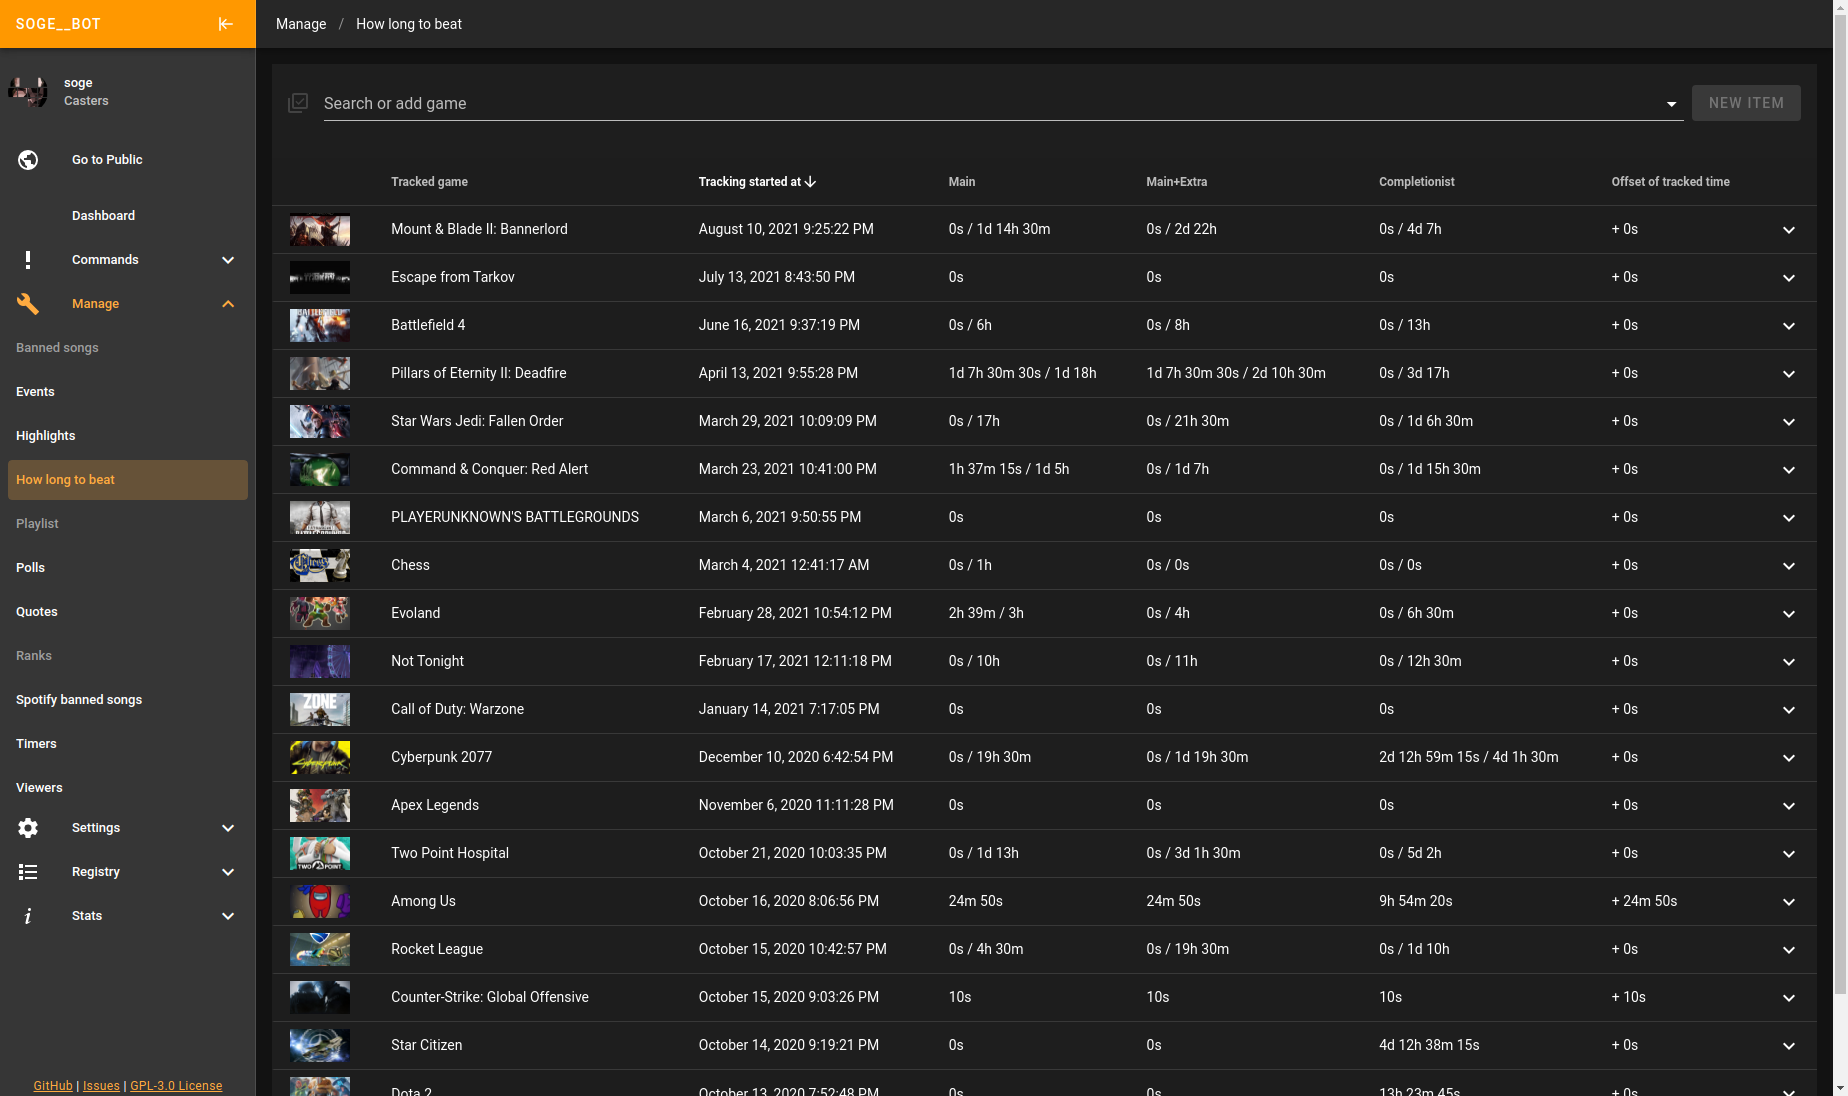 SOGE__BOT
Manage / How long to beat
soge
Casters
Go to Public
Dashboard
Commands
Manage
Banned songs
Events
Highlights
How long to beat
Playlist
Polls
Quotes
Ranks
Spotify banned songs
Timers
Viewers
Settings
Registry
Stats
GitHub | Issues | GPL-3.0 License
Search or add game
NEW ITEM
Tracked game Tracking started at Main Main+Extra Completionist Offset of tracked time
Mount & Blade II: Bannerlord August 10, 2021 9:25:22 PM 0s / 1d 14h 30m 0s / 2d 22h 0s / 4d 7h + 0s
Escape from Tarkov July 13, 2021 8:43:50 PM 0s 0s 0s + 0s
Battlefield 4 June 16, 2021 9:37:19 PM 0s / 6h 0s / 8h 0s / 13h + 0s
Pillars of Eternity II: Deadfire April 13, 2021 9:55:28 PM 1d 7h 30m 30s / 1d 18h 1d 7h 30m 30s / 2d 10h 30m 0s / 3d 17h + 0s
Star Wars Jedi: Fallen Order March 29, 2021 10:09:09 PM 0s / 17h 0s / 21h 30m 0s / 1d 6h 30m + 0s
Command & Conquer: Red Alert March 23, 2021 10:41:00 PM 1h 37m 15s / 1d 5h 0s / 1d 7h 0s / 1d 15h 30m + 0s
PLAYERUNKNOWN'S BATTLEGROUNDS March 6, 2021 9:50:55 PM 0s 0s 0s + 0s
Chess March 4, 2021 12:41:17 AM 0s / 1h 0s / 0s 0s / 0s + 0s
Evoland February 28, 2021 10:54:12 PM 2h 39m / 3h 0s / 4h 0s / 6h 30m + 0s
Not Tonight February 17, 2021 12:11:18 PM 0s / 10h 0s / 11h 0s / 12h 30m + 0s
ZONE
Call of Duty: Warzone January 14, 2021 7:17:05 PM 0s 0s 0s + 0s
Cyberpunk 2077 December 10, 2020 6:42:54 PM 0s / 19h 30m 0s / 1d 19h 30m 2d 12h 59m 15s / 4d 1h 30m + 0s
Apex Legends November 6, 2020 11:11:28 PM 0s 0s 0s + 0s
Two Point Hospital October 21, 2020 10:03:35 PM 0s / 1d 13h 0s / 3d 1h 30m 0s / 5d 2h + 0s
Among Us October 16, 2020 8:06:56 PM 24m 50s 24m 50s 9h 54m 20s + 24m 50s
Rocket League October 15, 2020 10:42:57 PM 0s / 4h 30m 0s / 19h 30m 0s / 1d 10h + 0s
Counter-Strike: Global Offensive October 15, 2020 9:03:26 PM 10s 10s 10s + 10s
Star Citizen October 14, 2020 9:19:21 PM 0s 0s 4d 12h 38m 15s + 0s
Dota 2 October 13, 2020 7:52:48 PM 0s 0s 13h 23m 45s + 0s